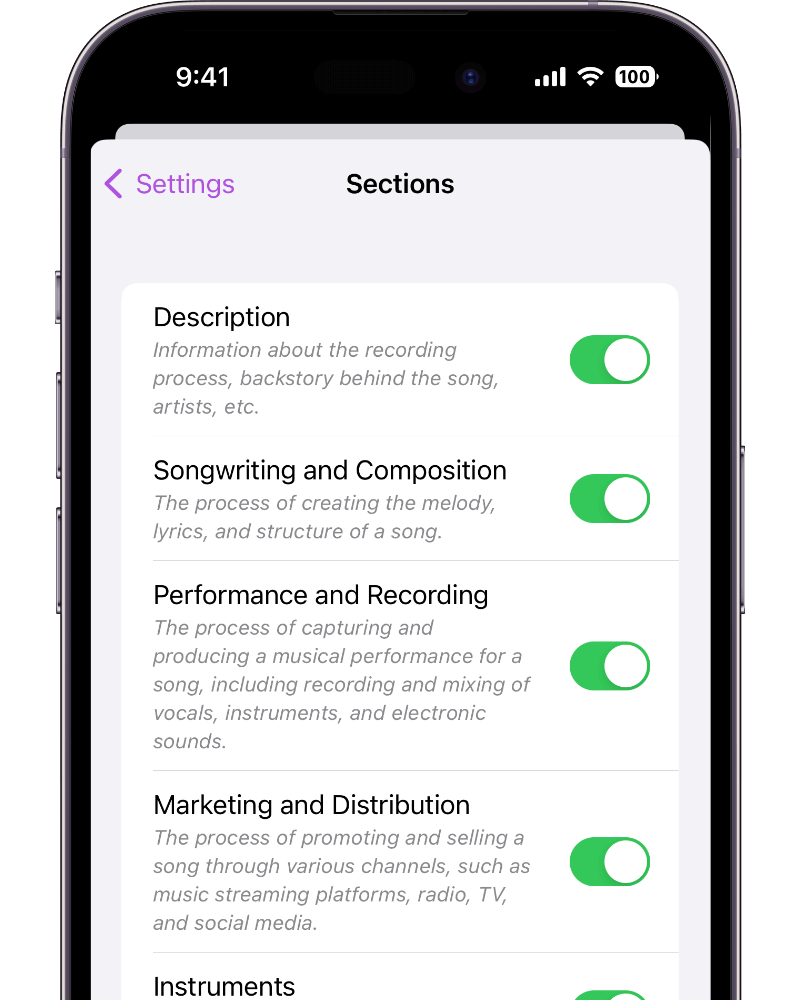 9:41
100
Settings
Sections
Description
Information about the recording
process, backstory behind the song,
artists, etc.
Songwriting and Composition
The process of creating the melody,
lyrics, and structure of a song.
Performance and Recording
The process of capturing and
producing a musical performance for a
song, including recording and mixing of
vocals, instruments, and electronic
sounds.
Marketing and Distribution
The process of promoting and selling a
song through various channels, such as
music streaming platforms, radio, TV,
and social media.
Instruments